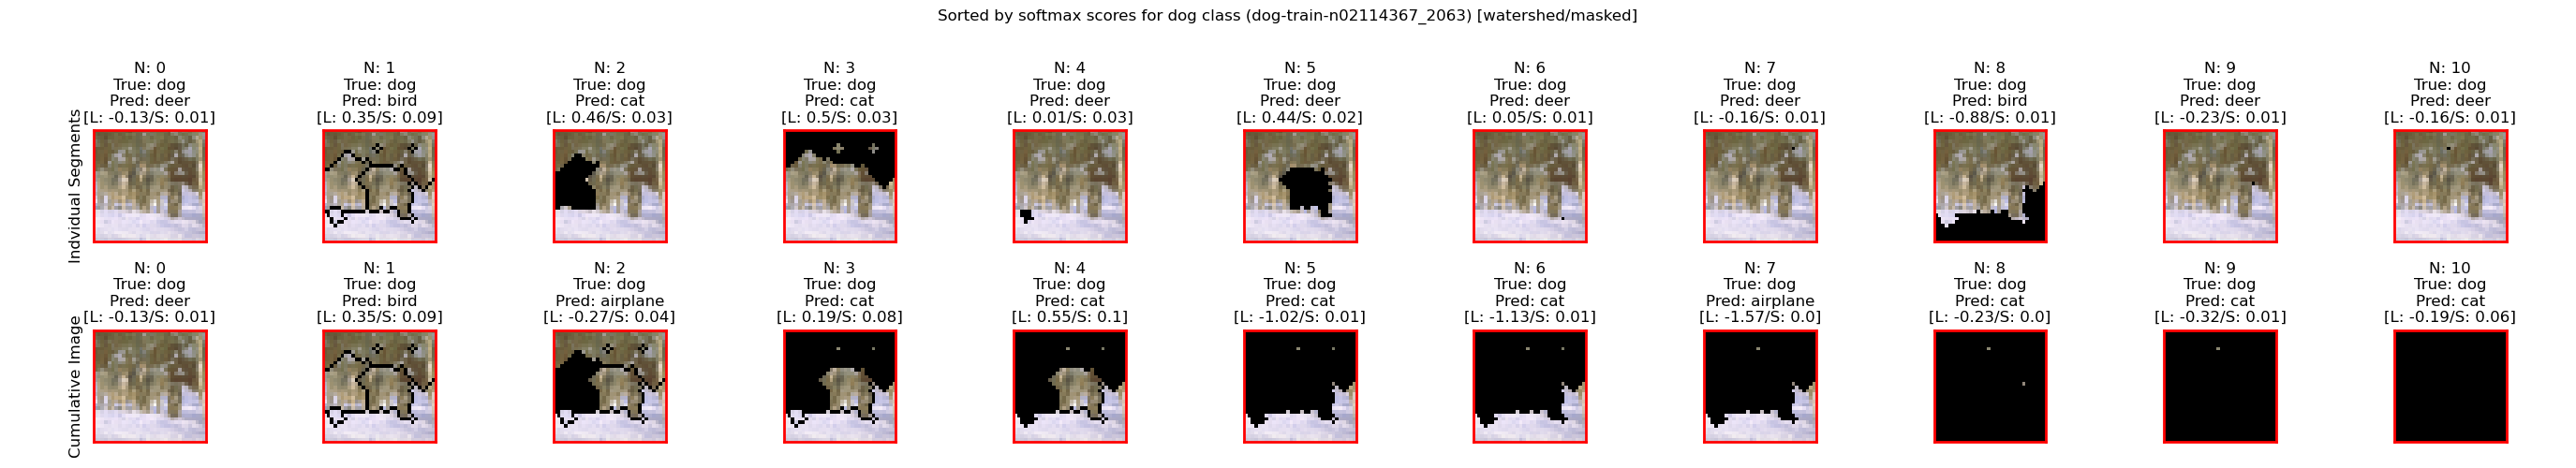 Sorted by softmax scores for dog class (dog-train-n02114367_2063) [watershed/masked]
Indvidual Segments
N: 0
True: dog
Pred: deer
[L: -0.13/S: 0.01]
N: 1
True: dog
Pred: bird
[L: 0.35/S: 0.09]
N: 2
True: dog
Pred: cat
[L: 0.46/S: 0.03]
N: 3
True: dog
Pred: cat
[L: 0.5/S: 0.03]
N: 4
True: dog
Pred: deer
[L: 0.01/S: 0.03]
N: 5
True: dog
Pred: deer
[L: 0.44/S: 0.02]
N: 6
True: dog
Pred: deer
[L: 0.05/S: 0.01]
N: 7
True: dog
Pred: deer
[L: -0.16/S: 0.01]
N: 8
True: dog
Pred: bird
[L: -0.88/S: 0.01]
N: 9
True: dog
Pred: deer
[L: -0.23/S: 0.01]
N: 10
True: dog
Pred: deer
[L: -0.16/S: 0.01]
Cumulative Image
N: 0
True: dog
Pred: deer
[L: -0.13/S: 0.01]
N: 1
True: dog
Pred: bird
[L: 0.35/S: 0.09]
N: 2
True: dog
Pred: airplane
[L: -0.27/S: 0.04]
N: 3
True: dog
Pred: cat
[L: 0.19/S: 0.08]
N: 4
True: dog
Pred: cat
[L: 0.55/S: 0.1]
N: 5
True: dog
Pred: cat
[L: -1.02/S: 0.01]
N: 6
True: dog
Pred: cat
[L: -1.13/S: 0.01]
N: 7
True: dog
Pred: airplane
[L: -1.57/S: 0.0]
N: 8
True: dog
Pred: cat
[L: -0.23/S: 0.0]
N: 9
True: dog
Pred: cat
[L: -0.32/S: 0.01]
N: 10
True: dog
Pred: cat
[L: -0.19/S: 0.06]